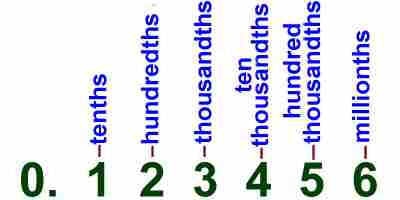 tenths
hundredths
thousandths
ten
thousandths
hundred
thousandths
millionths
0. 1 2 3 4 5 6